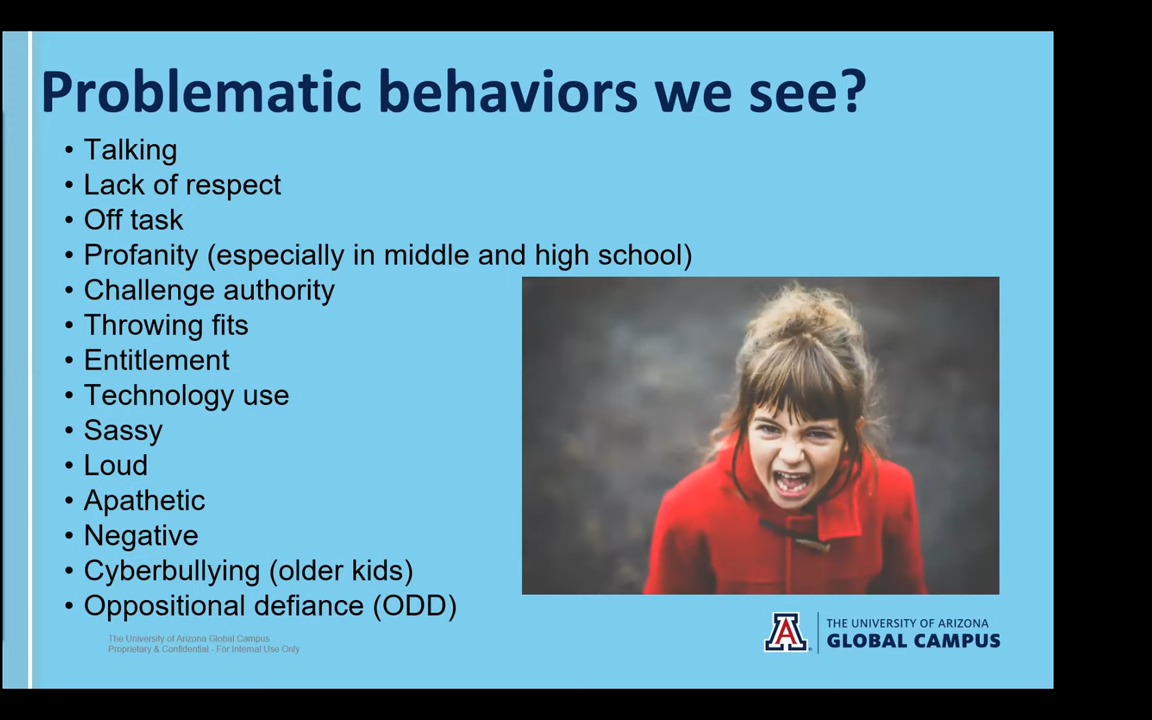 Problematic behaviors we see?
• Talking
• Lack of respect
• Off task
• Profanity (especially in middle and high school)
• Challenge authority
• Throwing fits
• Entitlement
• Technology use
• Sassy
• Loud
• Apathetic
• Negative
• Cyberbullying (older kids)
• Oppositional defiance (ODD)
The University of Arizona Global Campus
Proprietary & Confidential - For Internal Use Only
A
THE UNIVERSITY OF ARIZONA
GLOBAL CAMPUS